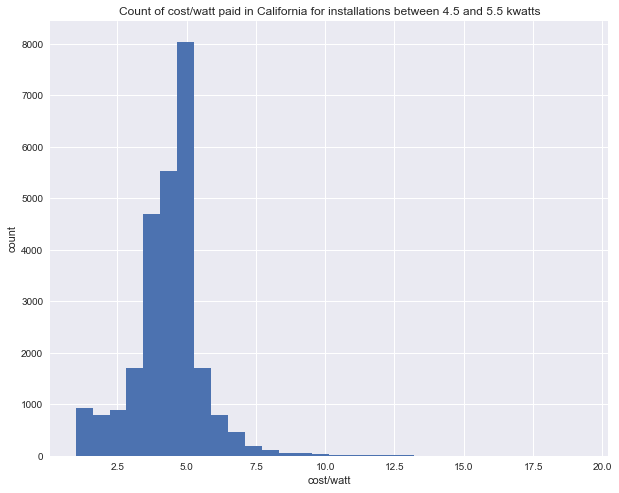 Count of cost/watt paid in California for installations between 4.5 and 5.5 kwatts
8000
7000
6000
5000
4000
3000
2000
1000
0
count
2.5 5.0 7.5 10.0 12.5 15.0 17.5 20.0
cost/watt